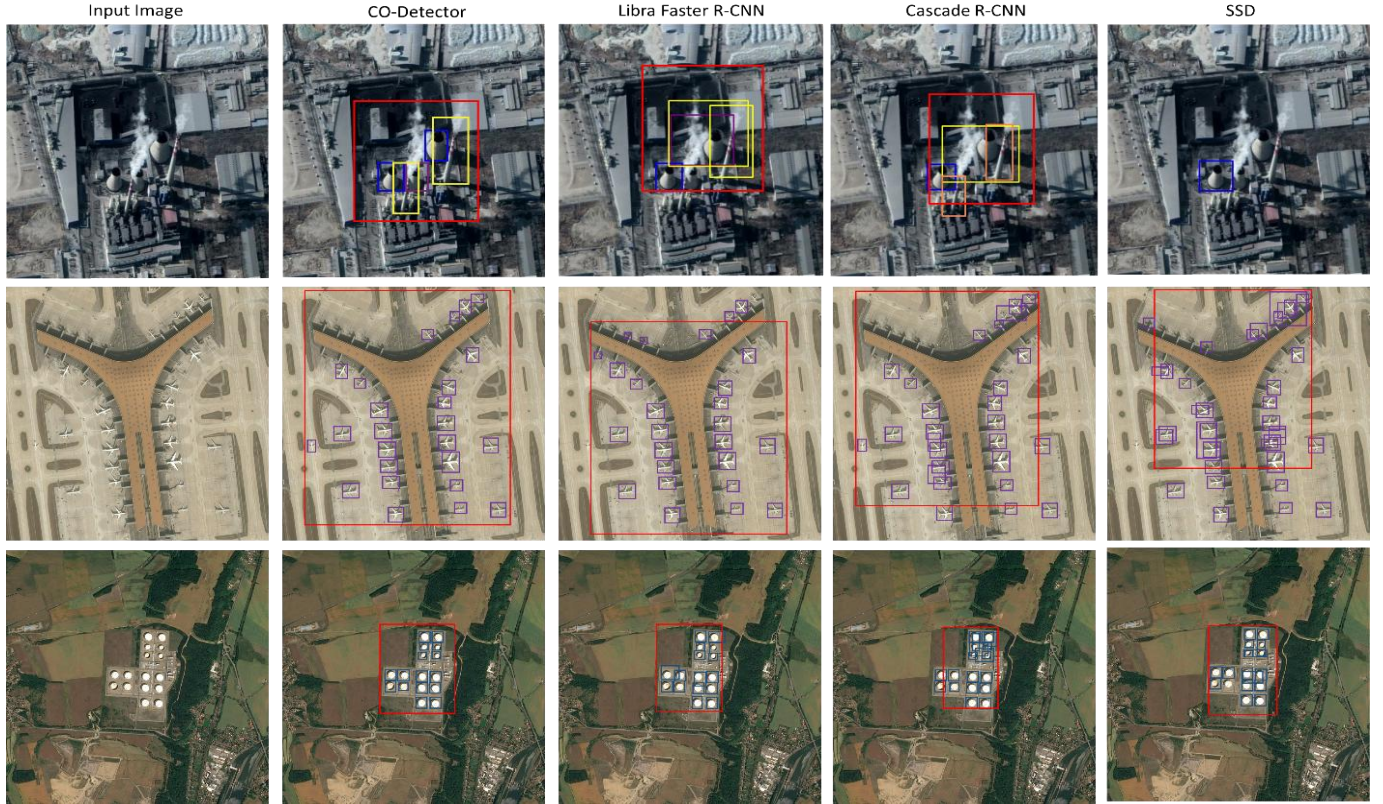 Input Image
CO-Detector
Libra Faster R-CNN
Cascade R-CNN
SSD